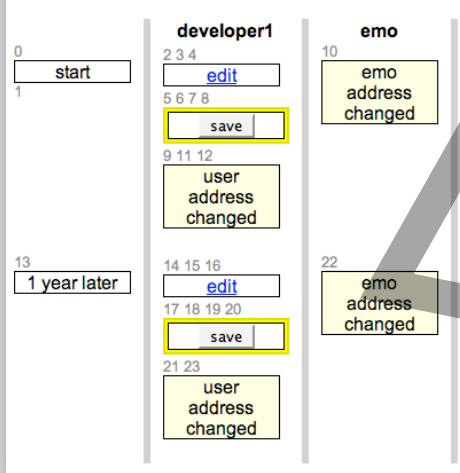 developer1
emo
0
start
1
2 3 4
edit
5 6 7 8
save
9 11 12
user
address
changed
10
emo
address
changed
13
1 year later
14 15 16
edit
17 18 19 20
save
21 23
user
address
changed
22
emo
address
changed